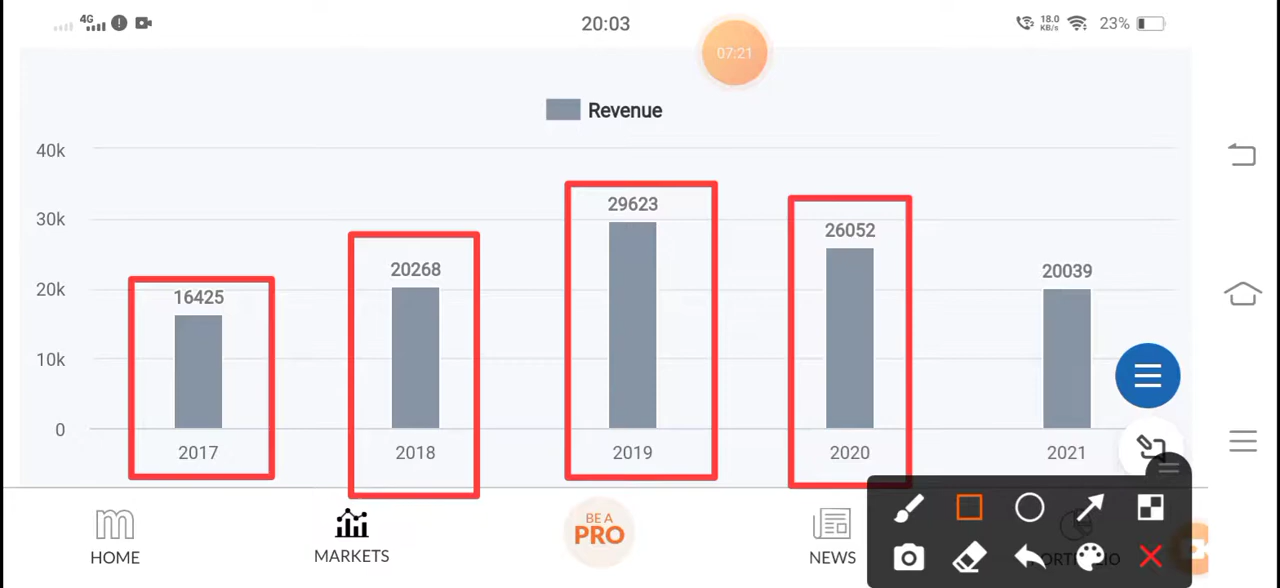 4G
20:03
18.0
KB/s
23%
07:21
Revenue
40k
30k
20k
10k
0
16425
20268
29623
26052
20039
2017
2018
2019
2020
2021
HOME
MARKETS
BE A
PRO
NEWS